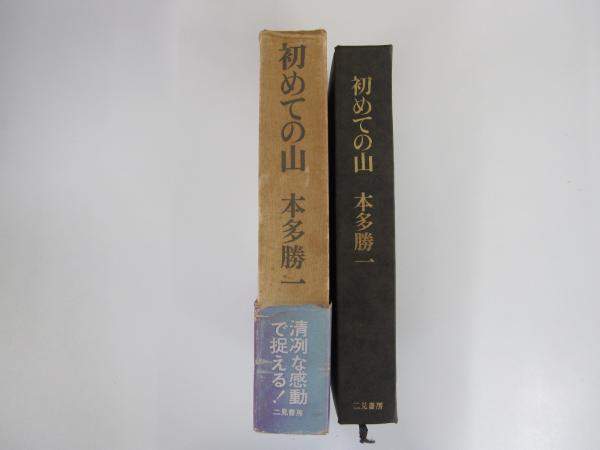 初めての山 本多勝一
清冽な感動
で捉える!
二見書房
初めての山 本多勝一
二見書房